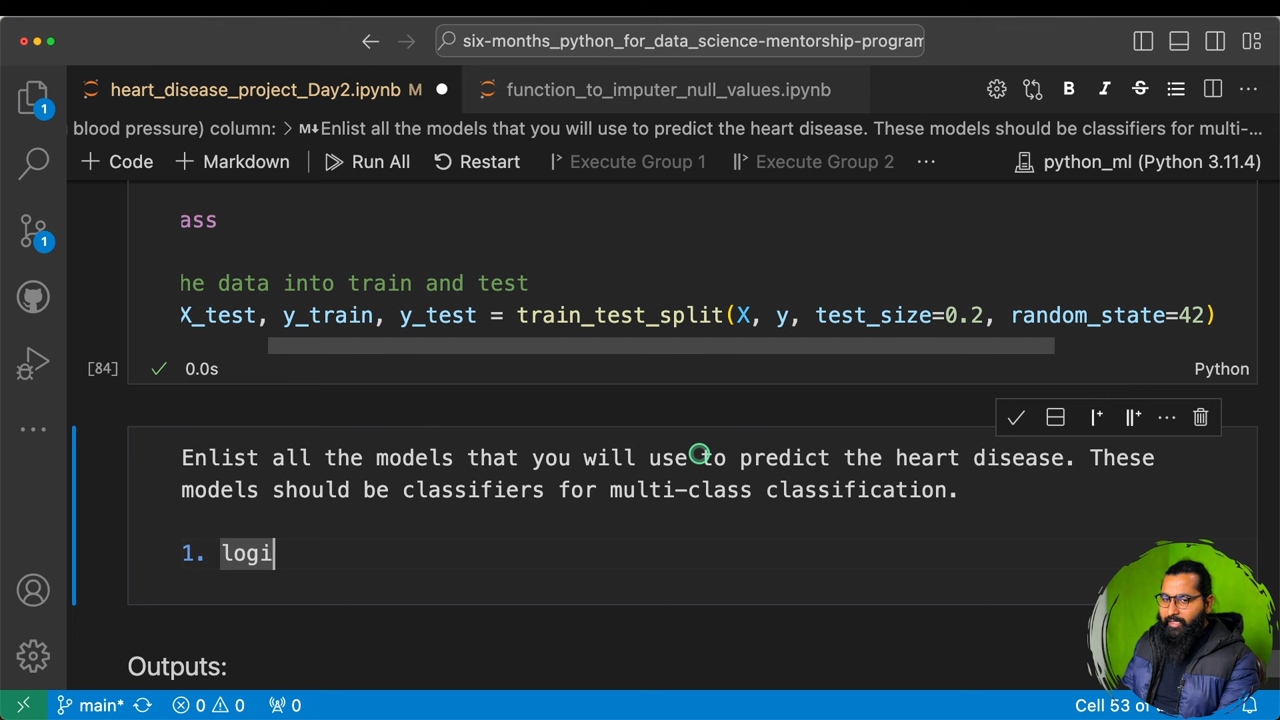 six-months_python_for_data_science-mentorship-program
heart_disease_project_Day2.ipynb M
function_to_imputer_null_values.ipynb
blood pressure) column: > M↓Enlist all the models that you will use to predict the heart disease. These models should be classifiers for multi-...
+ Code + Markdown Run All Restart Execute Group 1 Execute Group 2 ... python_ml (Python 3.11.4)
ass
he data into train and test
X_test, y_train, y_test = train_test_split(X, y, test_size=0.2, random_state=42)
[84] 0.0s Python
Enlist all the models that you will use to predict the heart disease. These
models should be classifiers for multi-class classification.
1. logi
Outputs:
1
1
main* 0 0 0 Cell 53 of